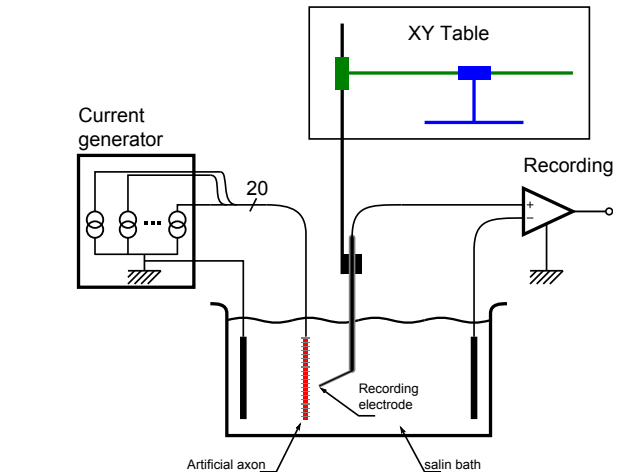 XY Table
Current
generator
Recording
20
+
−
Recording
electrode
Artificial axon
salin bath